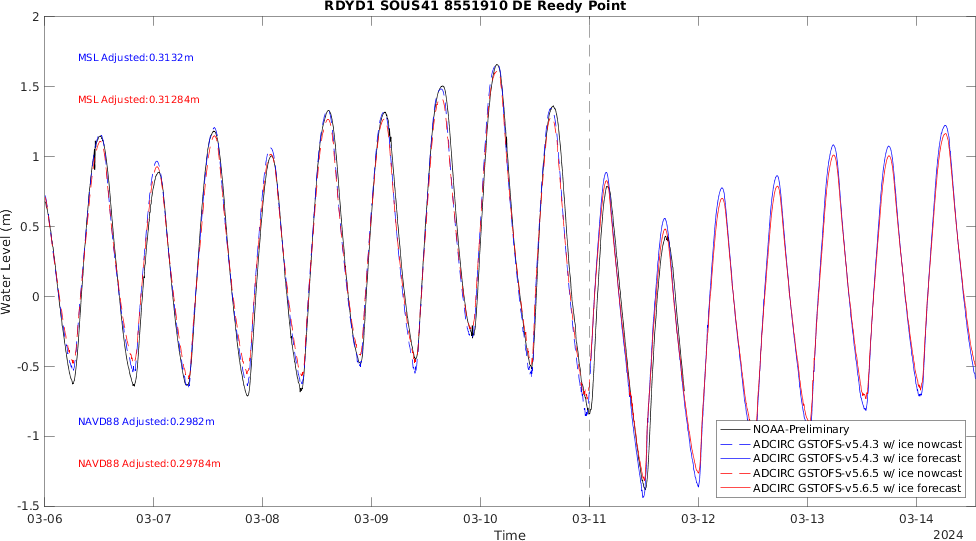 RDYD1 SOUS41 8551910 DE Reedy Point
2
1.5
1
0.5
0
-0.5
-1
-1.5
Water Level (m)
MSL Adjusted:0.3132m
MSL Adjusted:0.31284m
NAVD88 Adjusted:0.2982m
NAVD88 Adjusted:0.29784m
NOAA-Preliminary
ADCIRC GSTOFS-v5.4.3 w/ ice nowcast
ADCIRC GSTOFS-v5.4.3 w/ ice forecast
ADCIRC GSTOFS-v5.6.5 w/ ice nowcast
ADCIRC GSTOFS-v5.6.5 w/ ice forecast
03-06 03-07 03-08 03-09 03-10 03-11 03-12 03-13 03-14
Time
2024